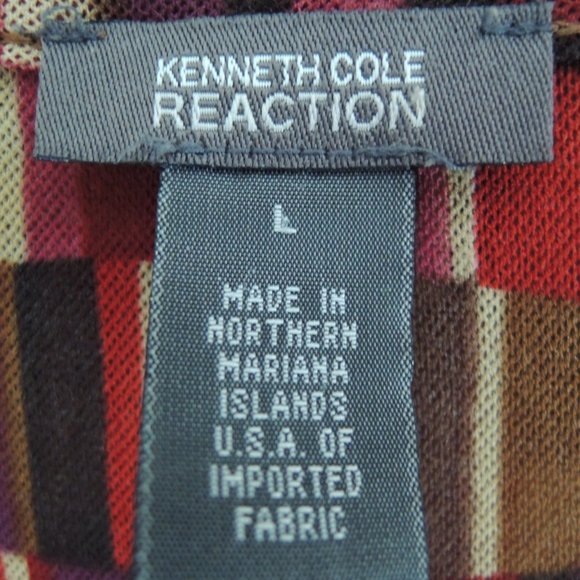 KENNETH COLE
REACTION
L
MADE IN
NORTHERN
MARIANA
ISLANDS
U.S.A. OF
IMPORTED
FABRIC